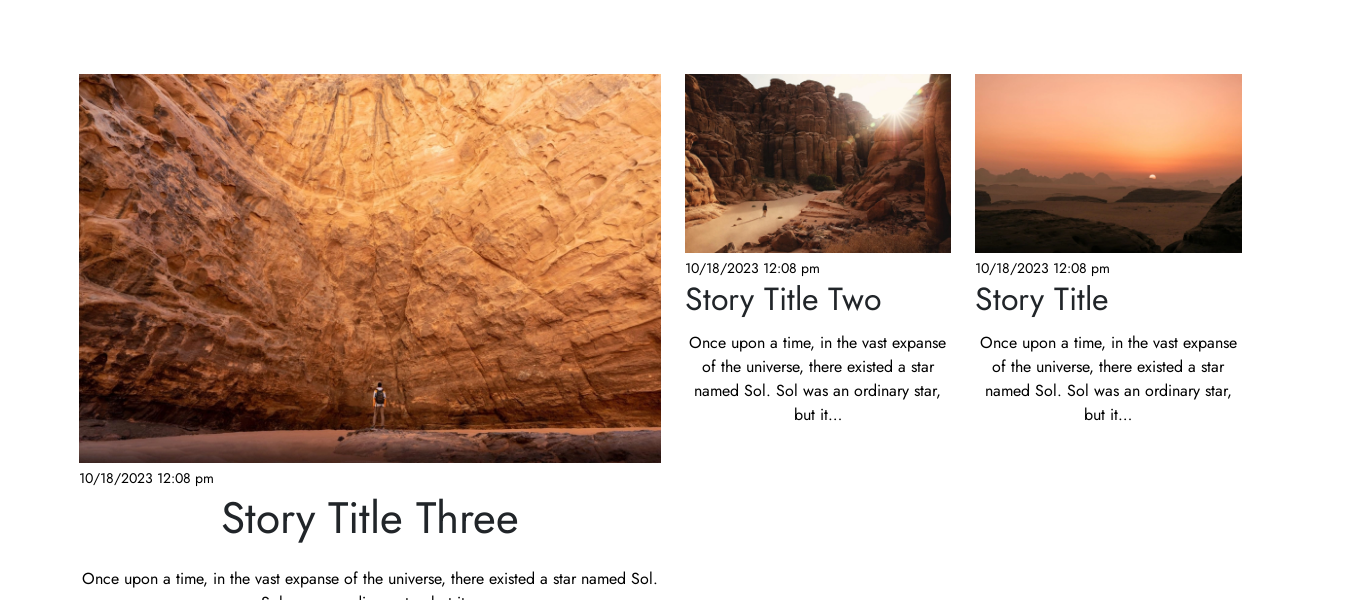 10/18/2023 12:08 pm
Story Title Three
Once upon a time, in the vast expanse of the universe, there existed a star named Sol.
10/18/2023 12:08 pm
Story Title Two
Once upon a time, in the vast expanse
of the universe, there existed a star
named Sol. Sol was an ordinary star,
but it...
10/18/2023 12:08 pm
Story Title
Once upon a time, in the vast expanse
of the universe, there existed a star
named Sol. Sol was an ordinary star,
but it...